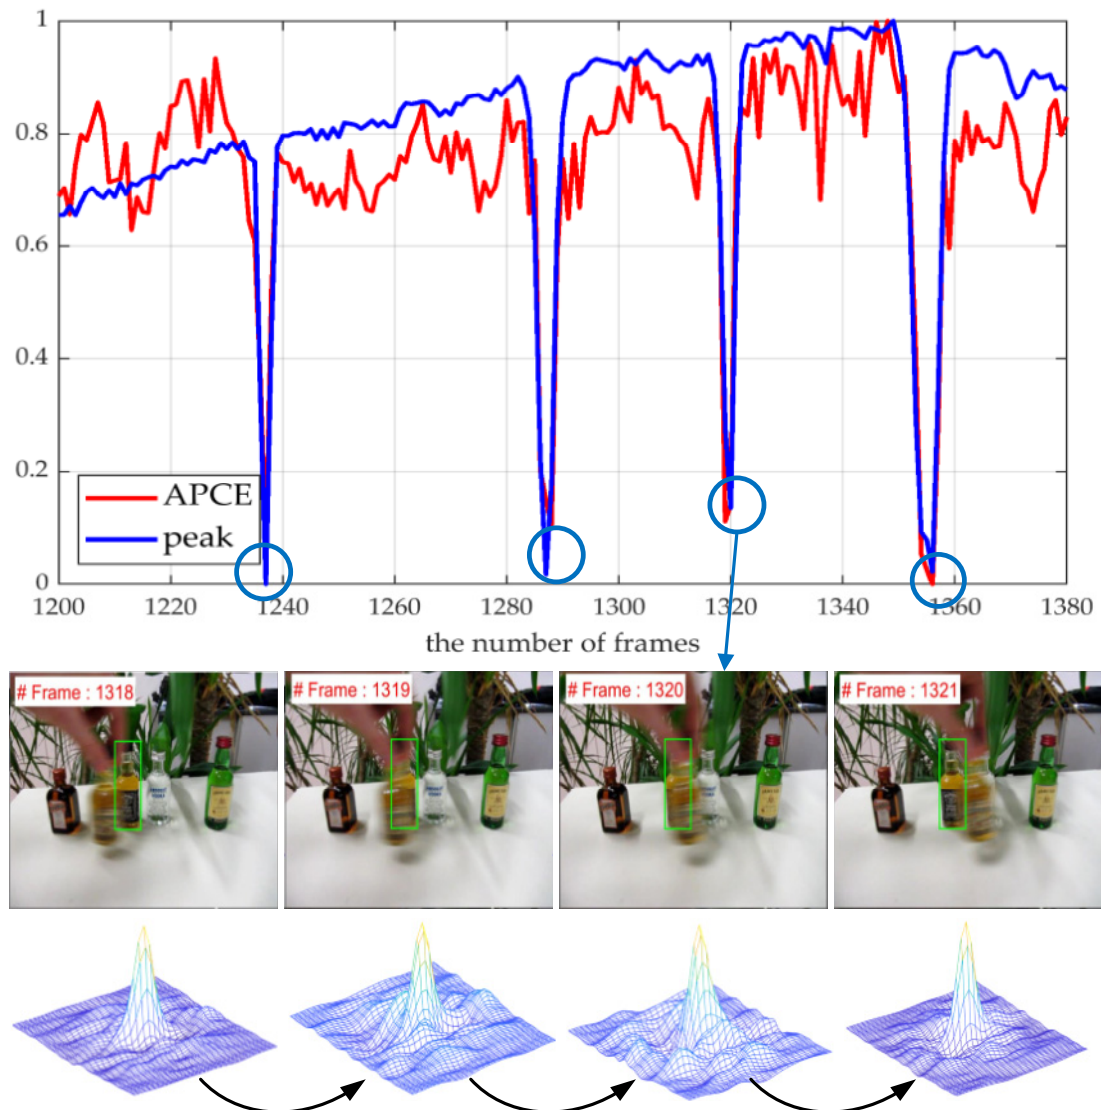 1
0.8
0.6
0.4
0.2
0
APCE
peak
1200 1220 1240 1260 1280 1300 1320 1340 1360 1380
the number of frames
# Frame : 1318
# Frame : 1319
# Frame : 1320
# Frame : 1321